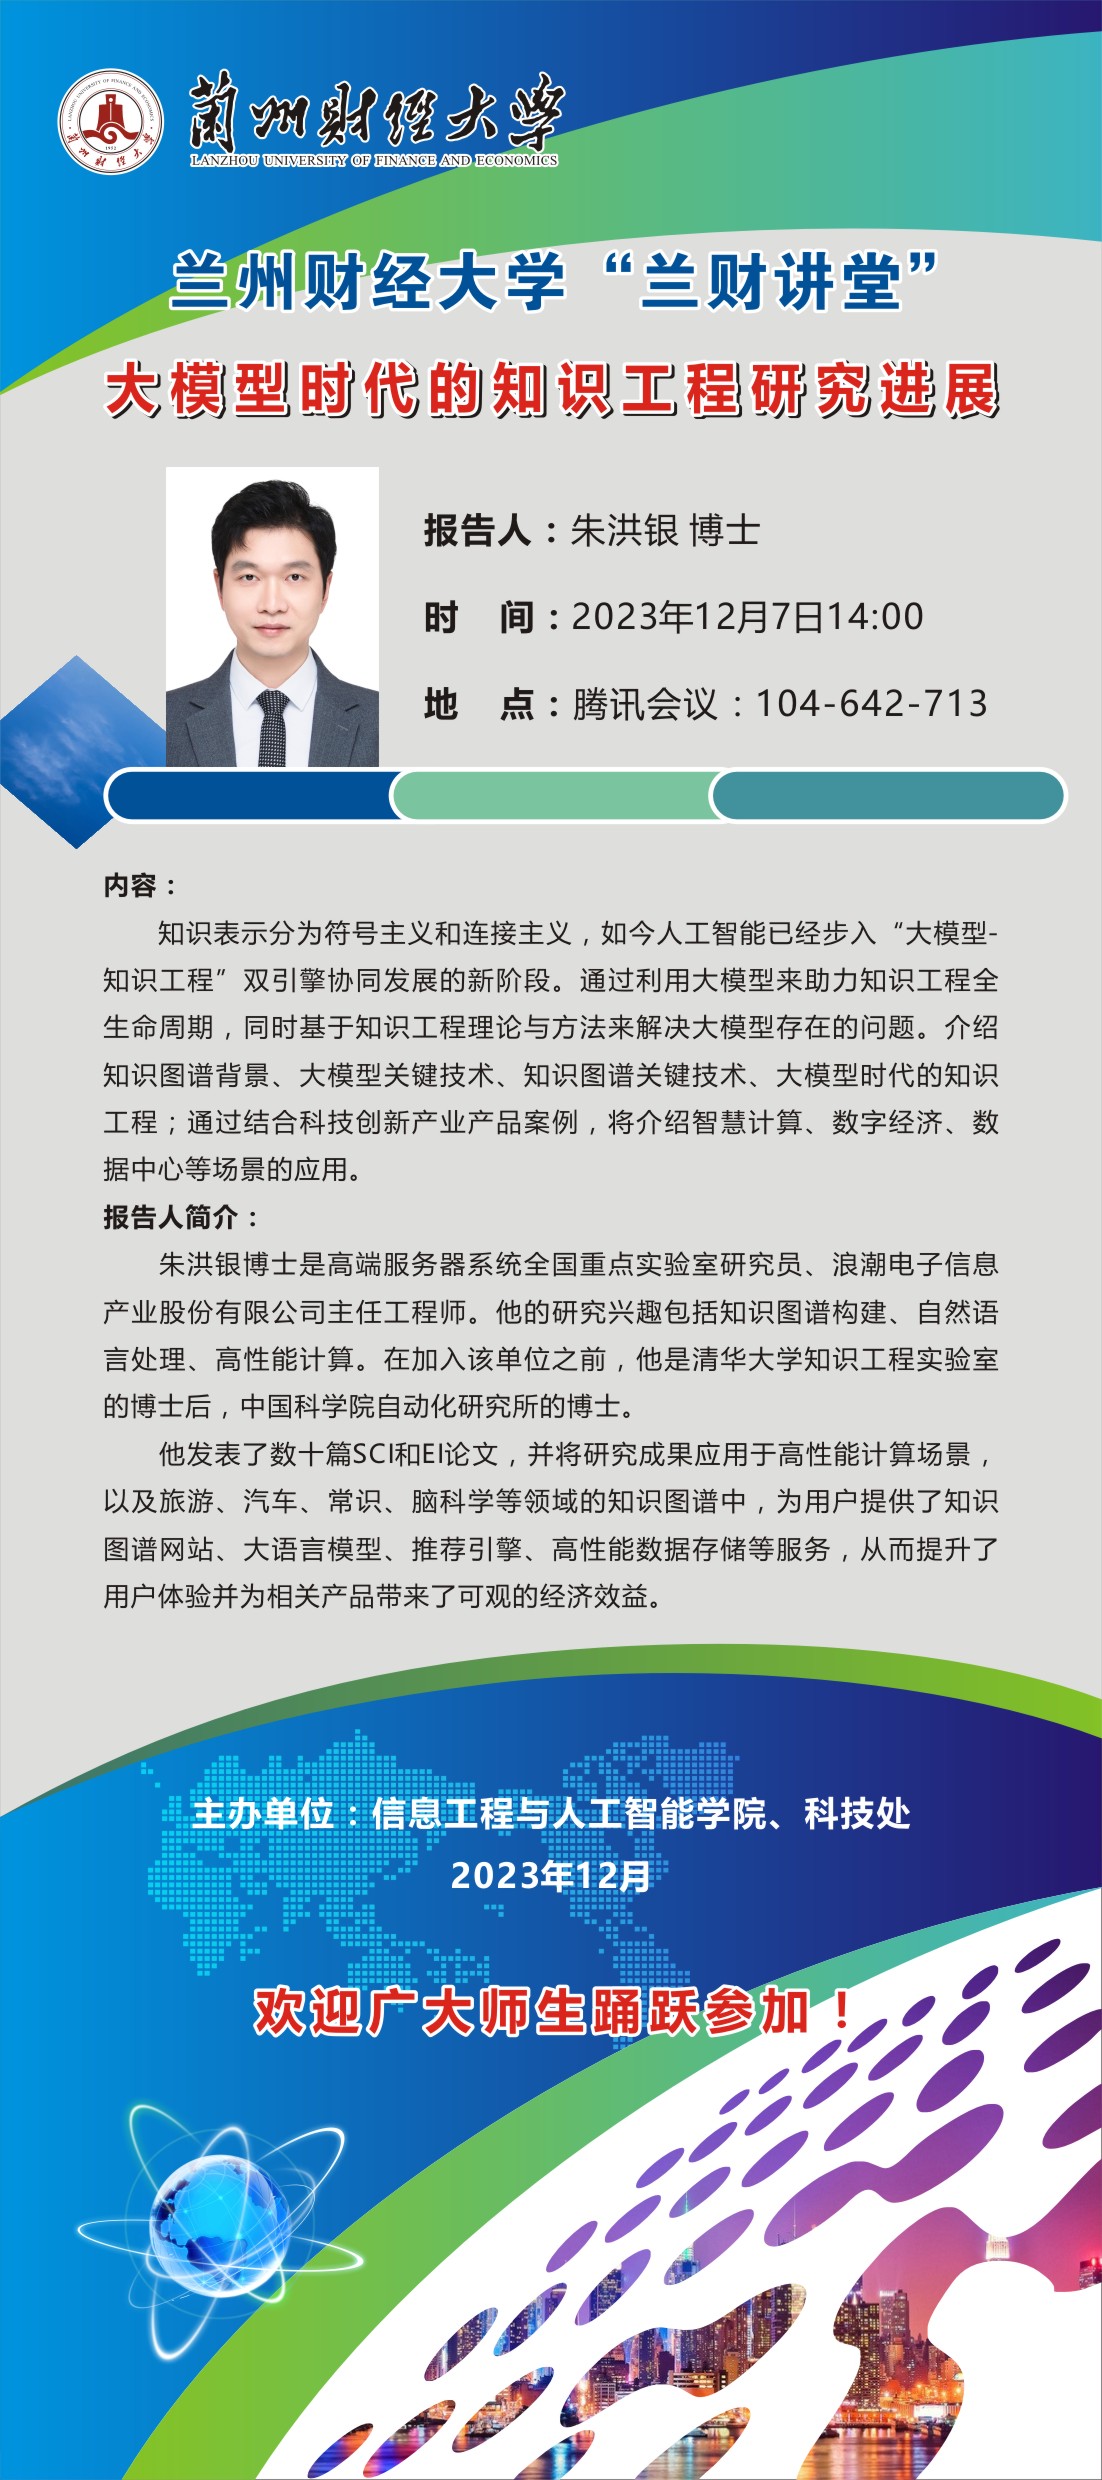 LANZHOU UNIVERSITY OF FINANCE AND ECONOMICS
1952
兰州财经大学
蘭州财经大学
LANZHOU UNIVERSITY OF FINANCE AND ECONOMICS
兰州财经大学“兰财讲堂”
大模型时代的知识工程研究进展
报告人：朱洪银 博士
时 间：2023年12月7日14:00
地 点：腾讯会议：104-642-713
内容：
知识表示分为符号主义和连接主义，如今人工智能已经步入“大模型-
知识工程”双引擎协同发展的新阶段。通过利用大模型来助力知识工程全
生命周期，同时基于知识工程理论与方法来解决大模型存在的问题。介绍
知识图谱背景、大模型关键技术、知识图谱关键技术、大模型时代的知识
工程；通过结合科技创新产业产品案例，将介绍智慧计算、数字经济、数
据中心等场景的应用。
报告人简介：
朱洪银博士是高端服务器系统全国重点实验室研究员、浪潮电子信息
产业股份有限公司主任工程师。他的研究兴趣包括知识图谱构建、自然语
言处理、高性能计算。在加入该单位之前，他是清华大学知识工程实验室
的博士后，中国科学院自动化研究所的博士。
他发表了数十篇SCI和EI论文，并将研究成果应用于高性能计算场景，
以及旅游、汽车、常识、脑科学等领域的知识图谱中，为用户提供了知识
图谱网站、大语言模型、推荐引擎、高性能数据存储等服务，从而提升了
用户体验并为相关产品带来了可观的经济效益。
主办单位：信息工程与人工智能学院、科技处
2023年12月
欢迎广大师生踊跃参加！